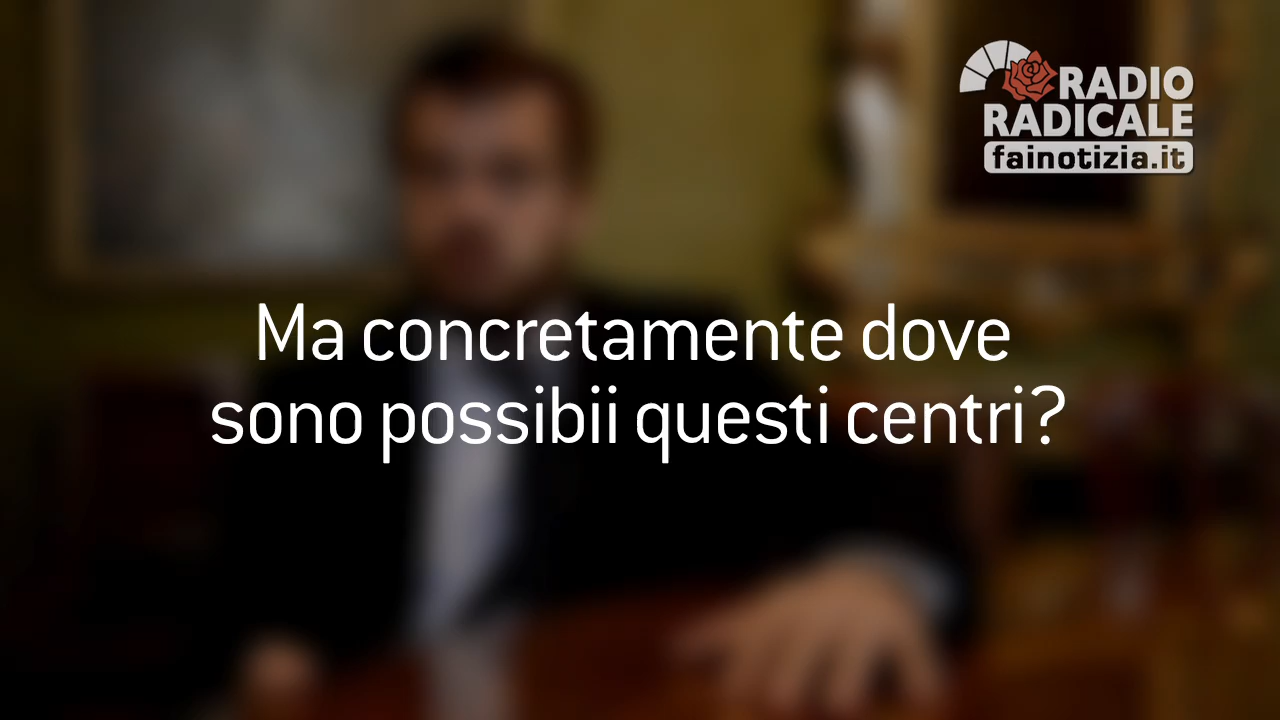 RADIO
RADICALE
fainotizia.it
Ma concretamente dove
sono possibii questi centri?